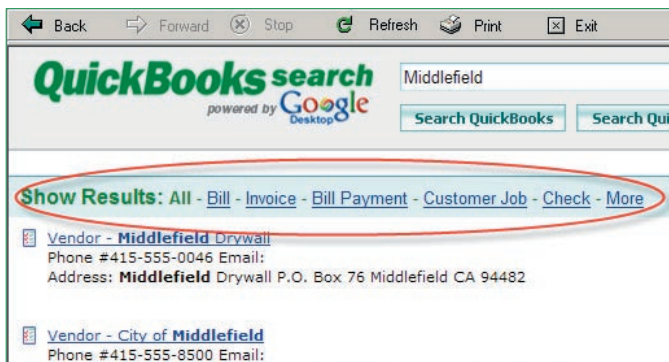 Back Forward Stop Refresh Print Exit
QuickBooks search
powered by Google
Desktop
Middlefield
Search QuickBooks Search Qui
Show Results: All - Bill - Invoice - Bill Payment - Customer Job - Check - More
Vendor - Middlefield Drywall
Phone #415-555-0046 Email:
Address: Middlefield Drywall P.O. Box 76 Middlefield CA 94482
Vendor - City of Middlefield
Phone #415-555-8500 Email: